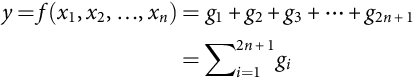 y = f(x₁, x₂, …, xₙ) = g₁ + g₂ + g₃ + ⋯ + g₂ₙ₊₁
= ∑ᵢ₌₁²ⁿ⁺¹ gᵢ